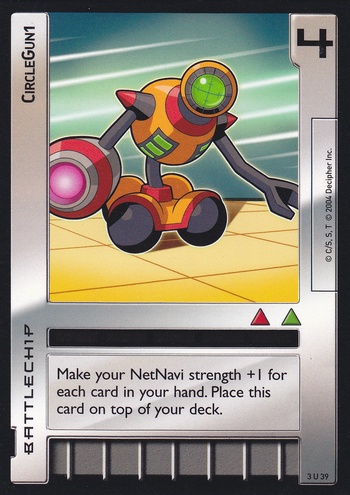 CircleGun1
4
© C/S, S, T © 2004 Decipher Inc.
Battlechip
Make your NetNavi strength +1 for
each card in your hand. Place this
card on top of your deck.
3 U 39